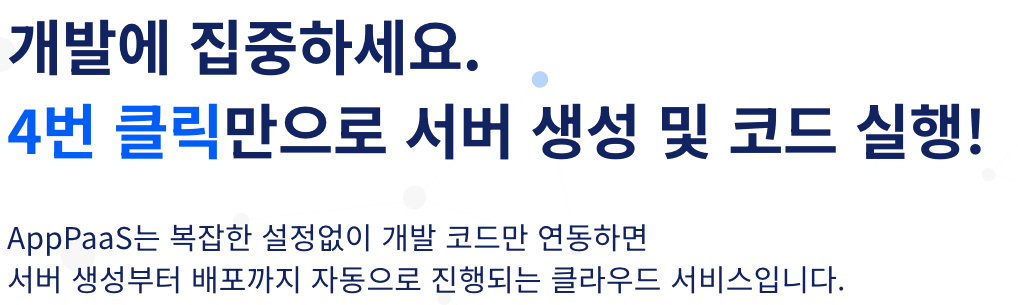 개발에 집중하세요.
4번 클릭만으로 서버 생성 및 코드 실행!
AppPaaS는 복잡한 설정없이 개발 코드만 연동하면
서버 생성부터 배포까지 자동으로 진행되는 클라우드 서비스입니다.